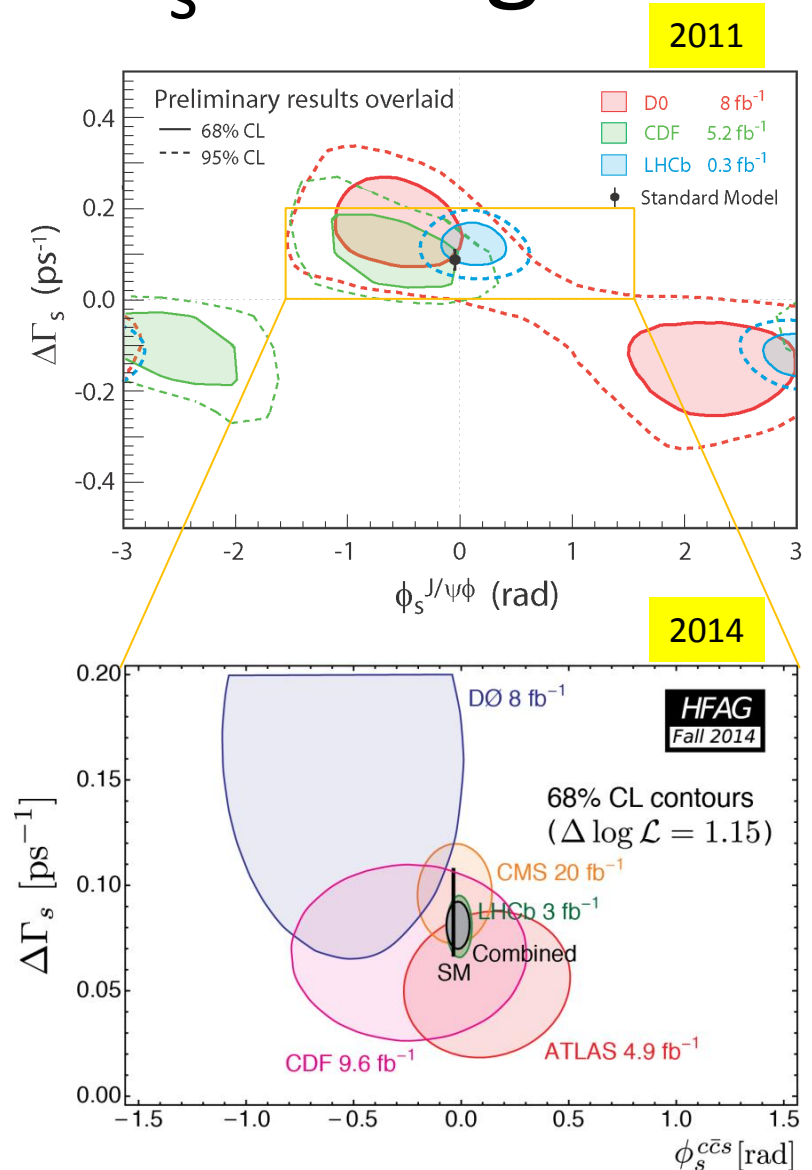 s
2011
Preliminary results overlaid
68% CL
95% CL
D0 8 fb⁻¹
CDF 5.2 fb⁻¹
LHCb 0.3 fb⁻¹
Standard Model
0.4
0.2
0.0
-0.2
-0.4
ΔΓs (ps⁻¹)
-3 -2 -1 0 1 2 3
ϕs^J/ψϕ (rad)
2014
0.20
0.15
0.10
0.05
0.00
ΔΓs [ps⁻¹]
DØ 8 fb⁻¹
HFAG
Fall 2014
68% CL contours
(Δ log ℒ = 1.15)
CMS 20 fb⁻¹
LHCb 3 fb⁻¹
Combined
SM
CDF 9.6 fb⁻¹
ATLAS 4.9 fb⁻¹
−1.5 −1.0 −0.5 0.0 0.5 1.0 1.5
ϕs^cc̄s [rad]